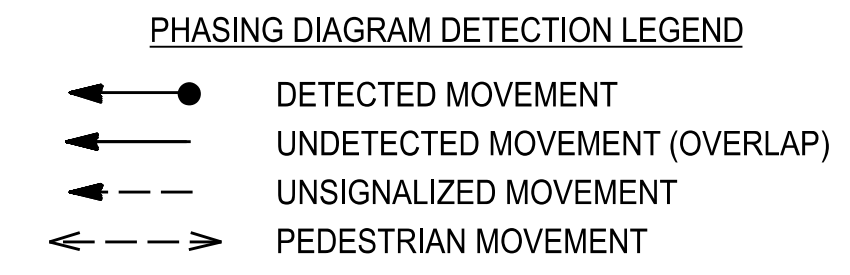 PHASING DIAGRAM DETECTION LEGEND
DETECTED MOVEMENT
UNDETECTED MOVEMENT (OVERLAP)
UNSIGNALIZED MOVEMENT
PEDESTRIAN MOVEMENT